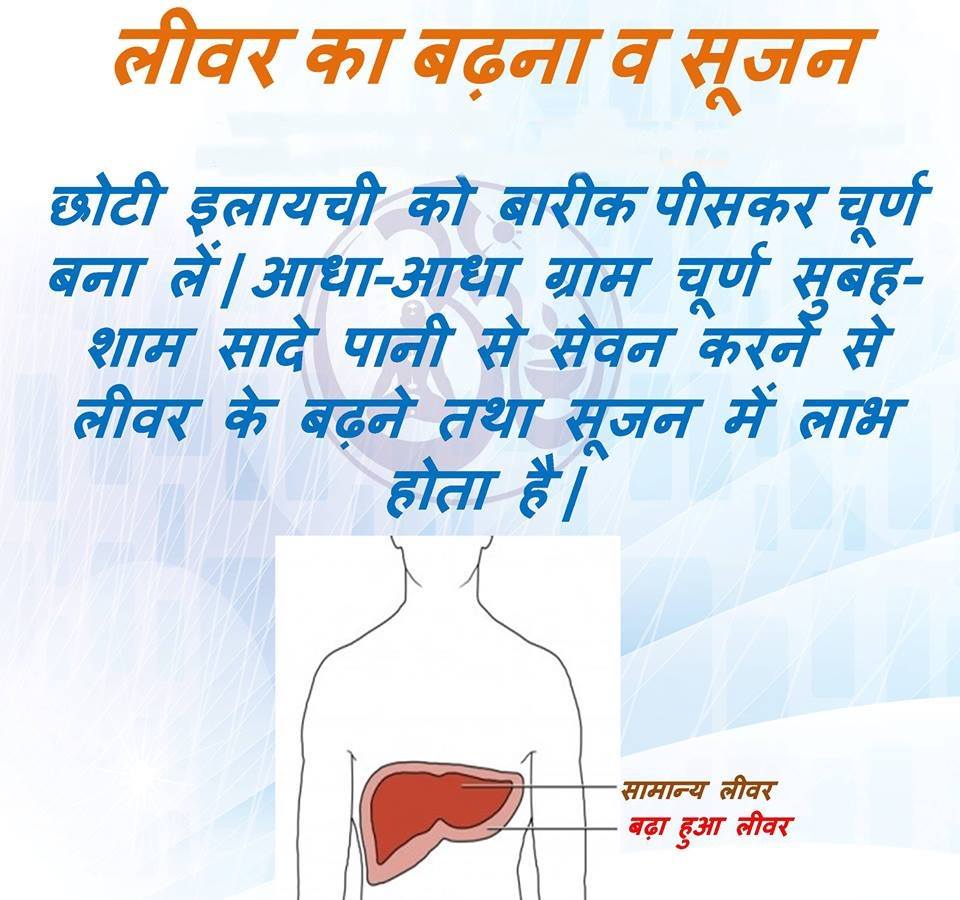 लीवर का बढ़ना व सूजन
छोटी इलायची को बारीक पीसकर चूर्ण
बना लें | आधा-आधा ग्राम चूर्ण सुबह-
शाम सादे पानी से सेवन करने से
लीवर के बढ़ने तथा सूजन में लाभ
होता है |
सामान्य लीवर
बढ़ा हुआ लीवर